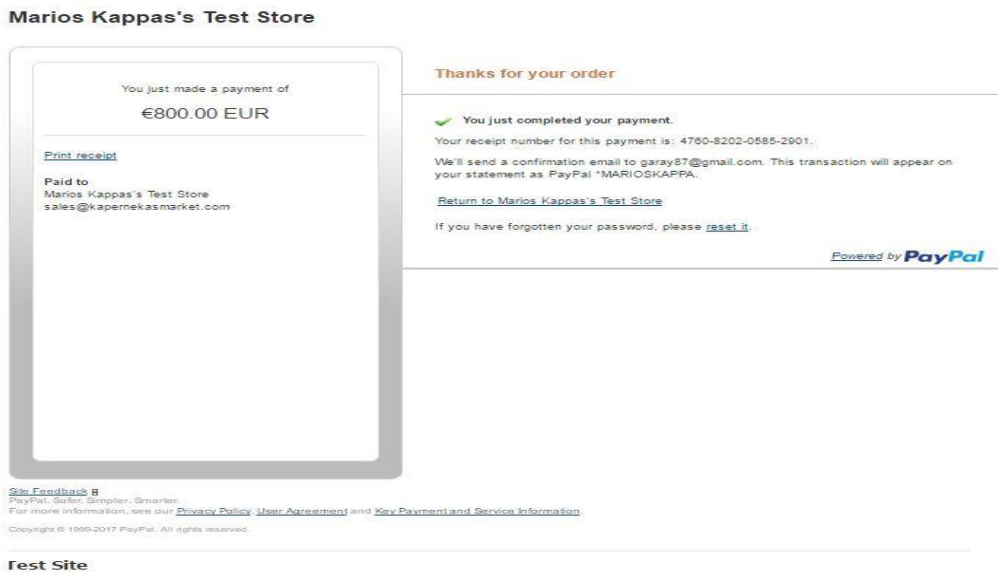 Marios Kappas's Test Store
You just made a payment of
€800.00 EUR
Print receipt
Paid to
Marios Kappas's Test Store
sales@kapernekasmarket.com
Thanks for your order
You just completed your payment.
Your receipt number for this payment is: 4760-8202-0585-2901.
We'll send a confirmation email to garay87@gmail.com. This transaction will appear on
your statement as PayPal *MARIOSKAPPA.
Return to Marios Kappas's Test Store
If you have forgotten your password, please reset it.
Powered by PayPal
Site Feedback
PayPal. Safer. Simpler. Smarter.
For more information, see our Privacy Policy, User Agreement and Key Payment and Service Information.
Copyright © 1999-2017 PayPal. All rights reserved.
Test Site